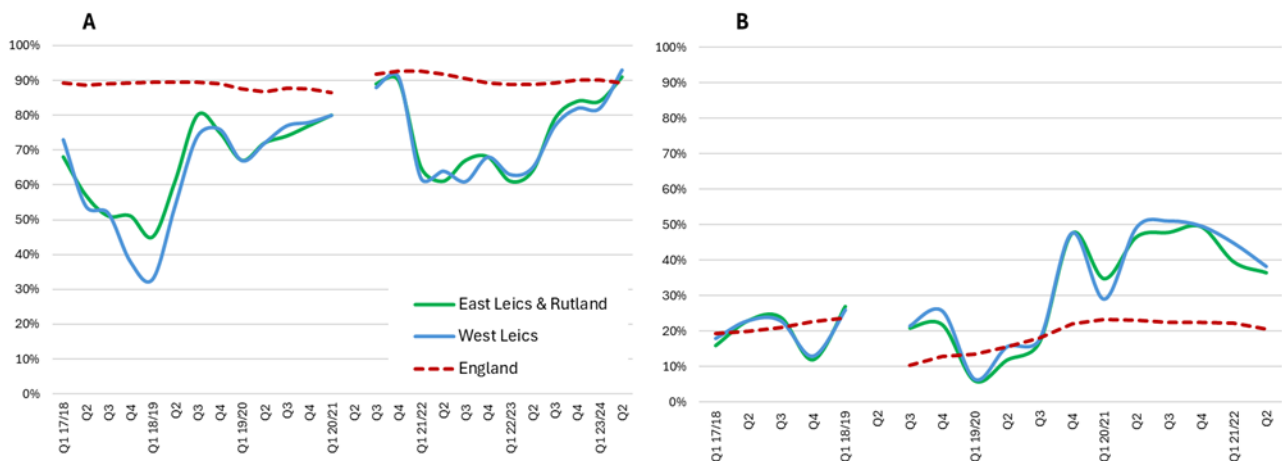 A
B
100%
90%
80%
70%
60%
50%
40%
30%
20%
10%
0%
East Leics & Rutland
West Leics
England
Q1 17/18
Q2
Q3
Q4
Q1 18/19
Q2
Q3
Q4
Q1 19/20
Q2
Q3
Q4
Q1 20/21
Q2
Q3
Q4
Q1 21/22
Q2
Q3
Q4
Q1 22/23
Q2
Q3
Q4
Q1 23/24
Q2
100%
90%
80%
70%
60%
50%
40%
30%
20%
10%
0%
Q1 17/18
Q2
Q3
Q4
Q1 18/19
Q2
Q3
Q4
Q1 19/20
Q2
Q3
Q4
Q1 20/21
Q2
Q3
Q4
Q1 21/22
Q2